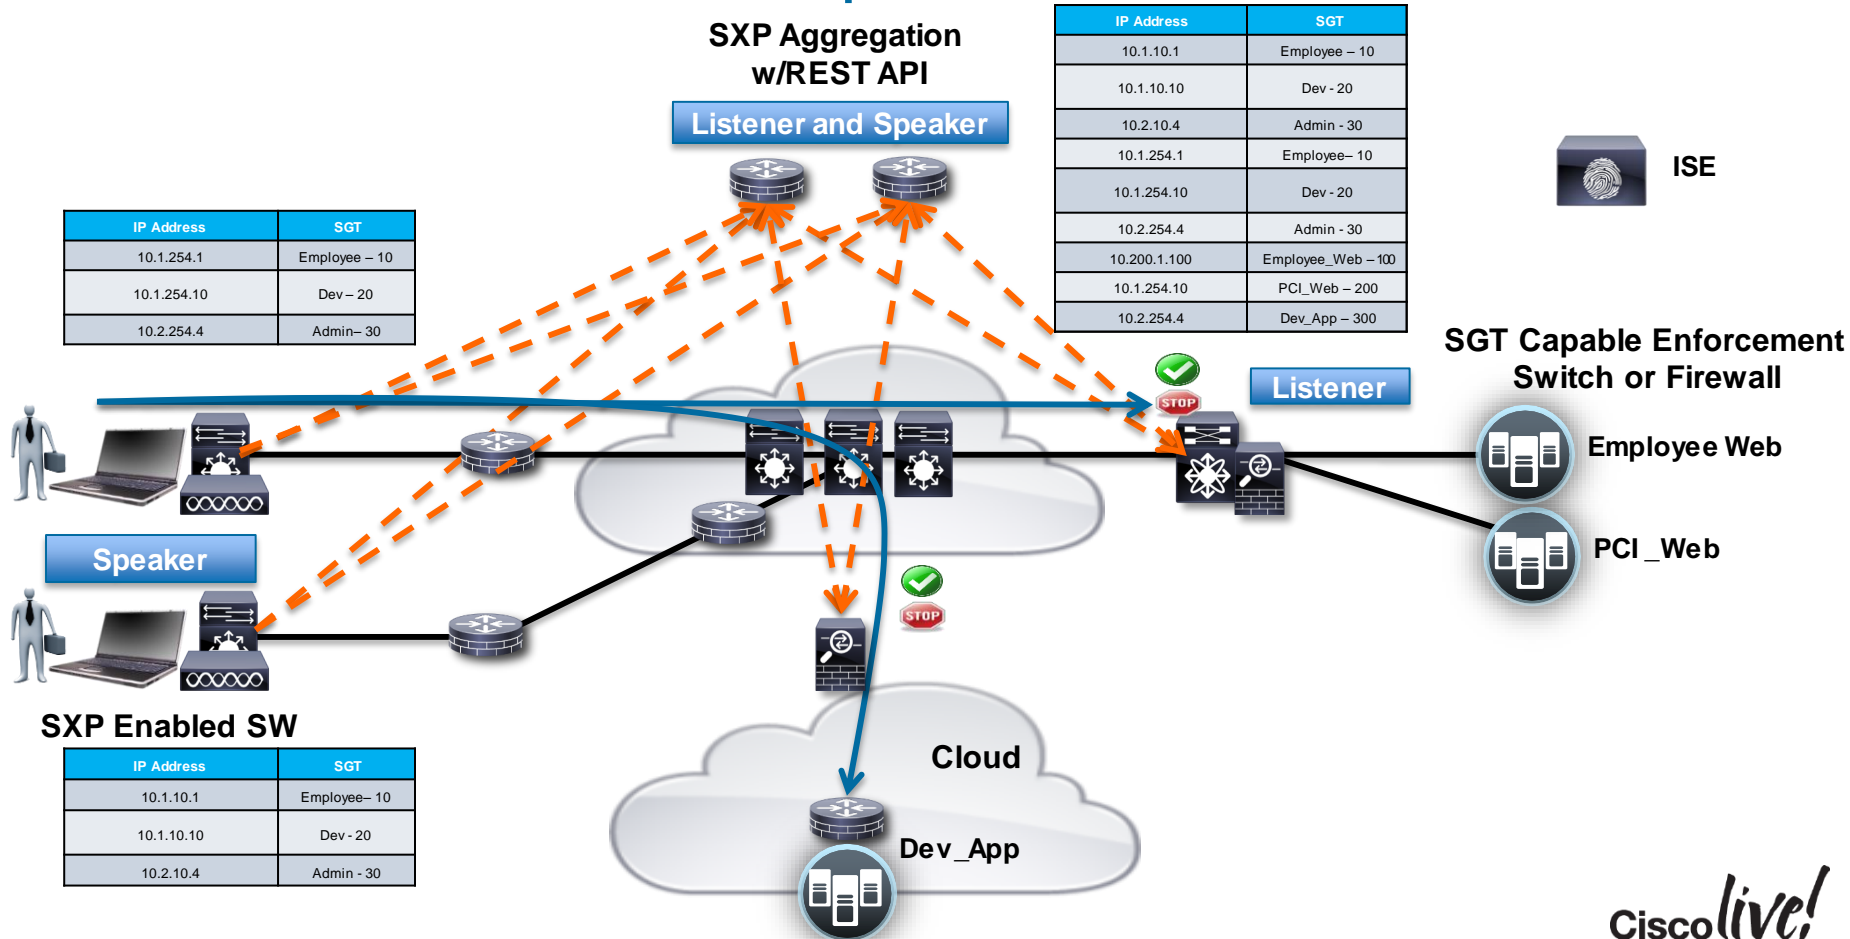 SXP Aggregation
w/REST API
Listener and Speaker
IP Address SGT
10.1.10.1 Employee – 10
10.1.10.10 Dev - 20
10.2.10.4 Admin - 30
10.1.254.1 Employee– 10
10.1.254.10 Dev - 20
10.2.254.4 Admin - 30
10.200.1.100 Employee_Web –100
10.1.254.10 PCI_Web – 200
10.2.254.4 Dev_App – 300
ISE
IP Address SGT
10.1.254.1 Employee – 10
10.1.254.10 Dev – 20
10.2.254.4 Admin– 30
SGT Capable Enforcement
Switch or Firewall
Listener
STOP
Employee Web
PCI_Web
Speaker
STOP
SXP Enabled SW
IP Address SGT
10.1.10.1 Employee– 10
10.1.10.10 Dev - 20
10.2.10.4 Admin - 30
Cloud
Dev_App
Cisco live!